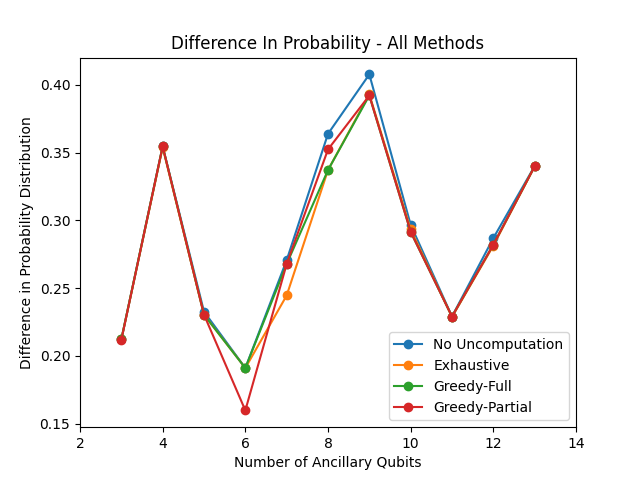 Difference In Probability - All Methods
Difference in Probability Distribution
0.40
0.35
0.30
0.25
0.20
0.15
No Uncomputation
Exhaustive
Greedy-Full
Greedy-Partial
2 4 6 8 10 12 14
Number of Ancillary Qubits